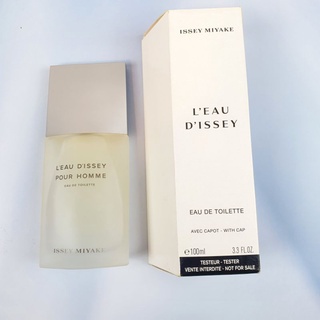 L'EAU D'ISSEY
POUR HOMME
EAU DE TOILETTE
ISSEY MIYAKE
ISSEY MIYAKE
L'EAU
D'ISSEY
EAU DE TOILETTE
AVEC CAPOT - WITH CAP
e100ml 3.3 FL.OZ.
TESTEUR - TESTER
VENTE INTERDITE - NOT FOR SALE